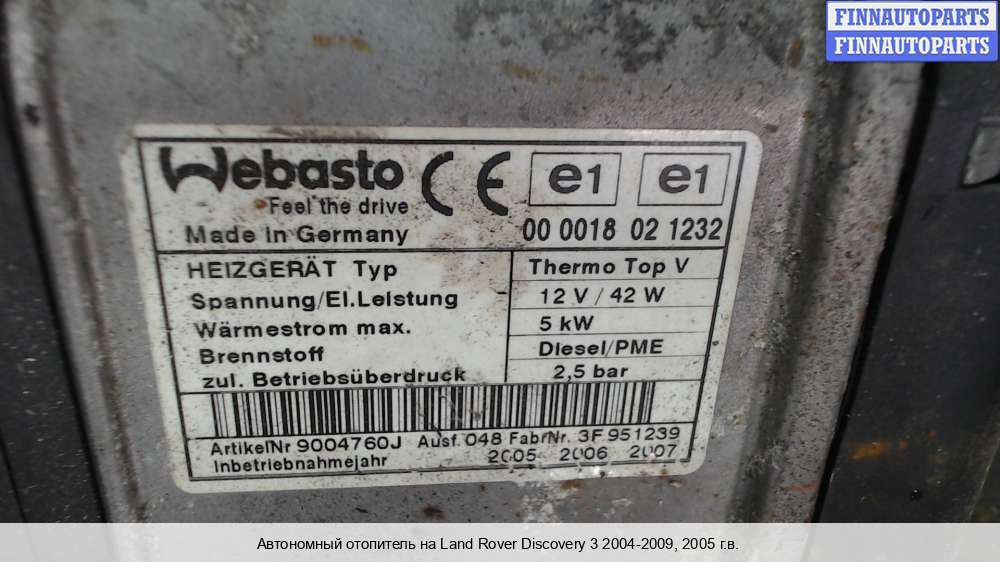 FINNAUTOPARTS
FINNAUTOPARTS
Webasto
Feel the drive
Made in Germany
CE
e1 e1
00 0018 02 1232
HEIZGERÄT Typ Thermo Top V
Spannung/El.Leistung 12 V / 42 W
Wärmestrom max. 5 kW
Brennstoff Diesel/PME
zul. Betriebsüberdruck 2,5 bar
ArtikelNr 9004760J Ausf. 048 FabrNr. 3F 951239
Inbetriebnahmejahr 2005 2006 2007
Автономный отопитель на Land Rover Discovery 3 2004-2009, 2005 г.в.